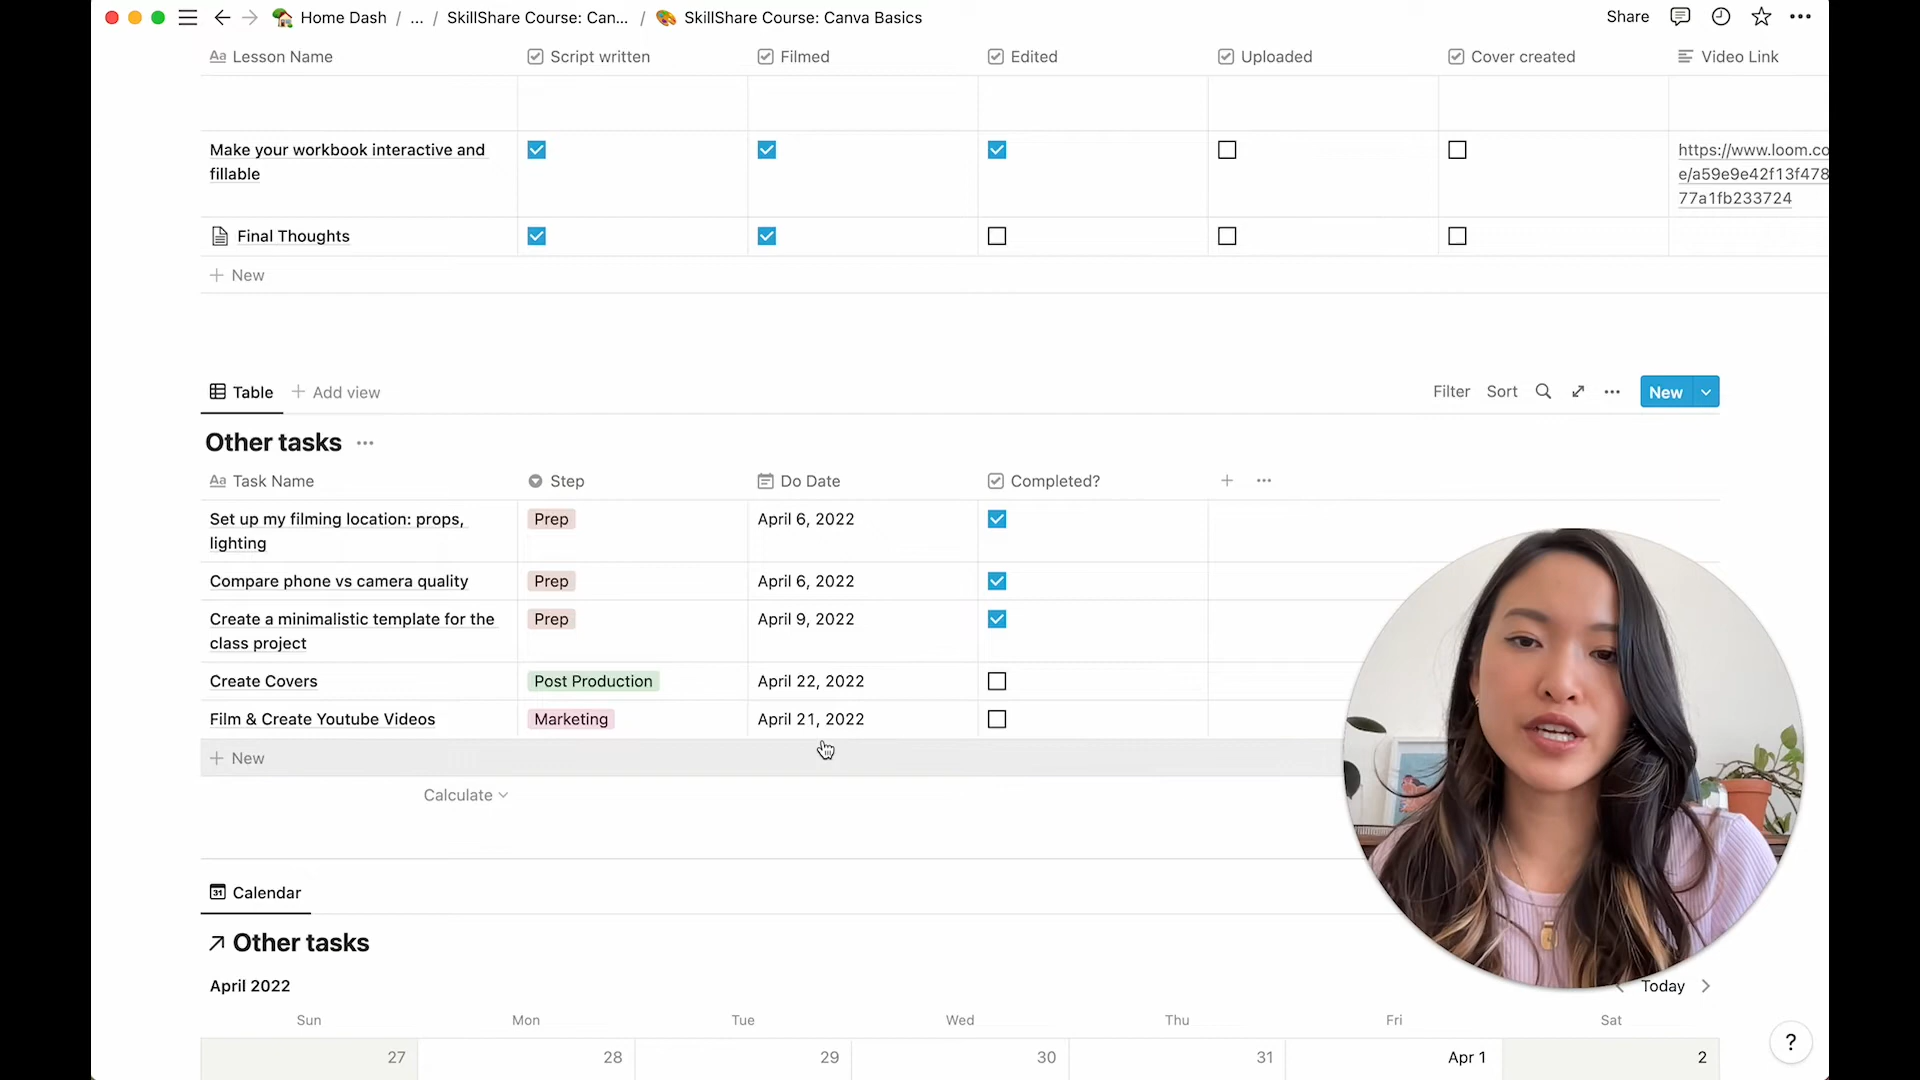 Home Dash / ... / SkillShare Course: Can... / SkillShare Course: Canva Basics
Share
Aa Lesson Name
Script written
Filmed
Edited
Uploaded
Cover created
Video Link
Make your workbook interactive and
fillable
https://www.loom.co
e/a59e9e42f13f478
77a1fb233724
Final Thoughts
+ New
Table
+ Add view
Filter
Sort
New
Other tasks
Aa Task Name
Step
Do Date
Completed?
Set up my filming location: props,
lighting
Prep
April 6, 2022
Compare phone vs camera quality
Prep
April 6, 2022
Create a minimalistic template for the
class project
Prep
April 9, 2022
Create Covers
Post Production
April 22, 2022
Film & Create Youtube Videos
Marketing
April 21, 2022
+ New
Calculate
31 Calendar
Other tasks
April 2022
Today
Sun
Mon
Tue
Wed
Thu
Fri
Sat
27
28
29
30
31
Apr 1
2
?